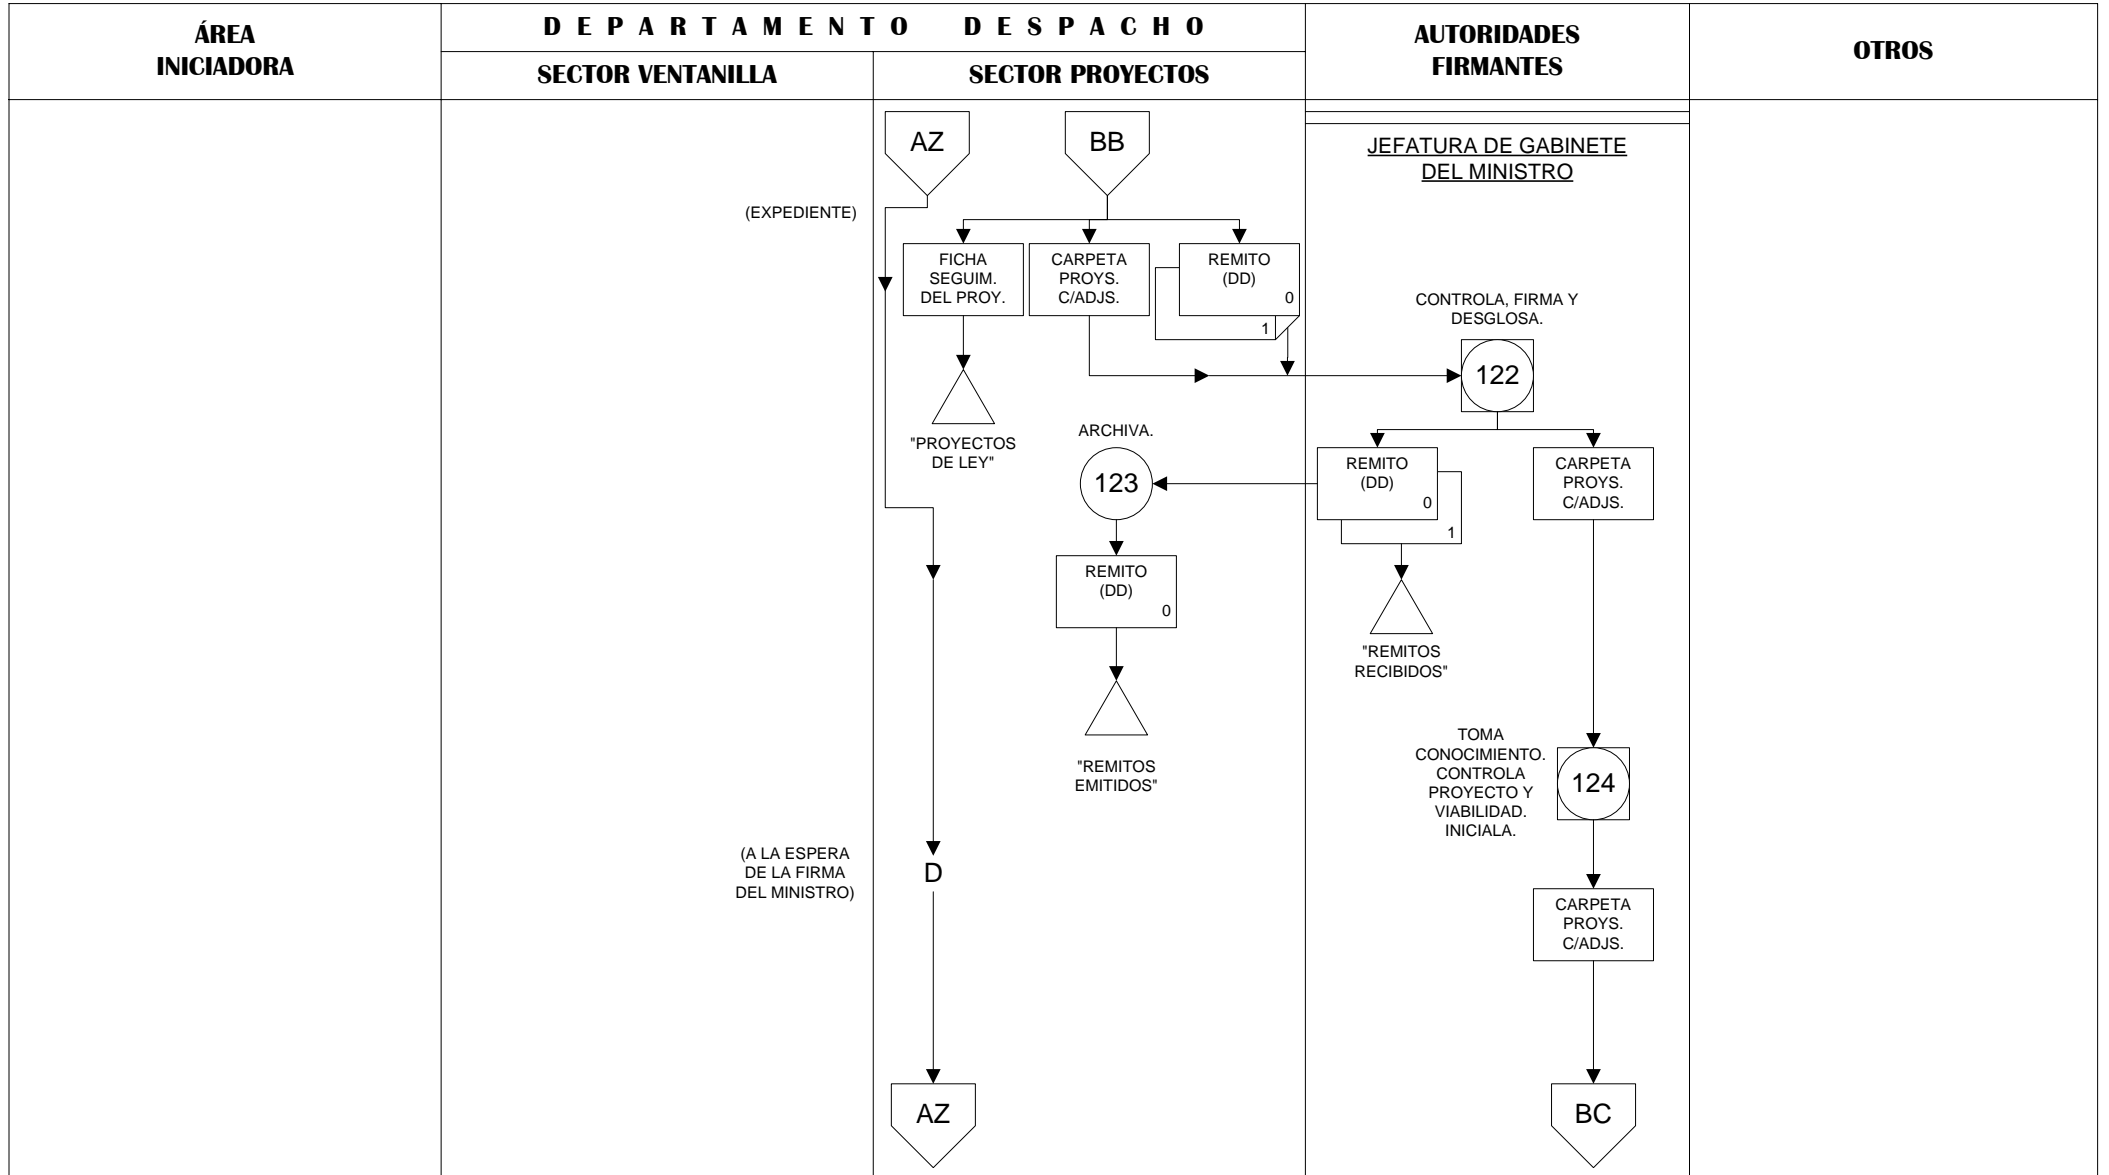 ÁREA
INICIADORA
DEPARTAMENTO DESPACHO
SECTOR VENTANILLA
SECTOR PROYECTOS
AUTORIDADES
FIRMANTES
OTROS
AZ
BB
JEFATURA DE GABINETE
DEL MINISTRO
(EXPEDIENTE)
FICHA
SEGUIM.
DEL PROY.
CARPETA
PROYS.
C/ADJS.
REMITO
(DD)
0
1
CONTROLA, FIRMA Y
DESGLOSA.
122
"PROYECTOS
DE LEY"
ARCHIVA.
123
REMITO
(DD)
0
1
CARPETA
PROYS.
C/ADJS.
REMITO
(DD)
0
"REMITOS
RECIBIDOS"
"REMITOS
EMITIDOS"
TOMA
CONOCIMIENTO.
CONTROLA
PROYECTO Y
VIABILIDAD.
INICIALA.
124
(A LA ESPERA
DE LA FIRMA
DEL MINISTRO)
D
CARPETA
PROYS.
C/ADJS.
AZ
BC